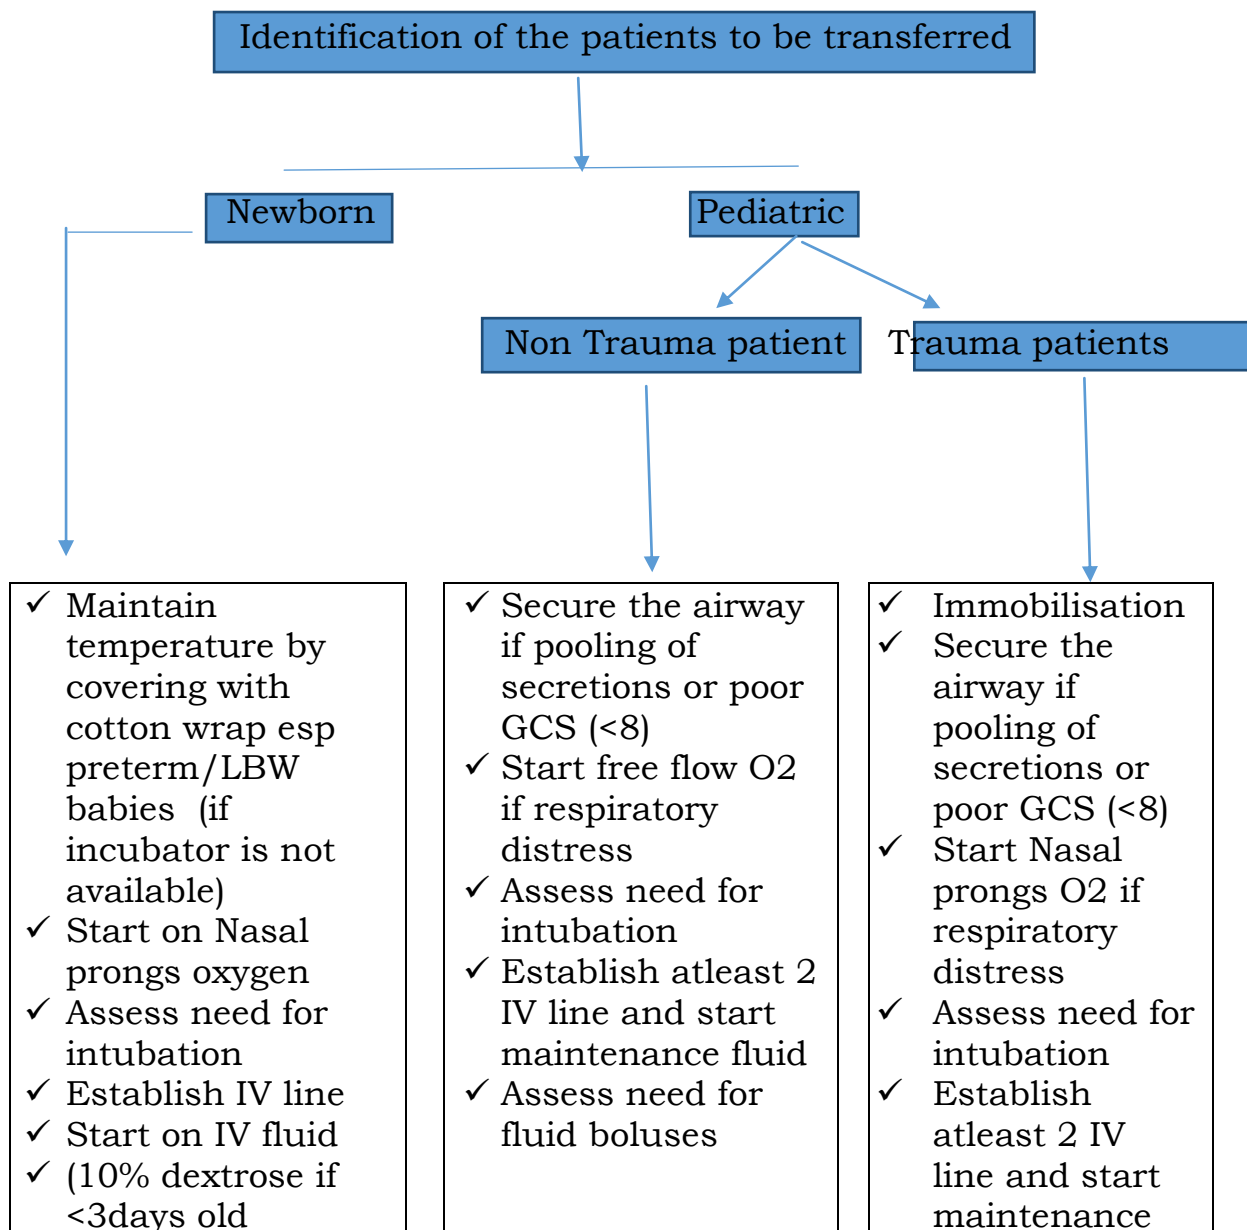 Identification of the patients to be transferred
Newborn
Pediatric
Non Trauma patient
Trauma patients
✓ Maintain
temperature by
covering with
cotton wrap esp
preterm/LBW
babies (if
incubator is not
available)
✓ Start on Nasal
prongs oxygen
✓ Assess need for
intubation
✓ Establish IV line
✓ Start on IV fluid
✓ (10% dextrose if
<3days old
✓ Secure the airway
if pooling of
secretions or poor
GCS (<8)
✓ Start free flow O2
if respiratory
distress
✓ Assess need for
intubation
✓ Establish atleast 2
IV line and start
maintenance fluid
✓ Assess need for
fluid boluses
✓ Immobilisation
✓ Secure the
airway if
pooling of
secretions or
poor GCS (<8)
✓ Start Nasal
prongs O2 if
respiratory
distress
✓ Assess need for
intubation
✓ Establish
atleast 2 IV
line and start
maintenance